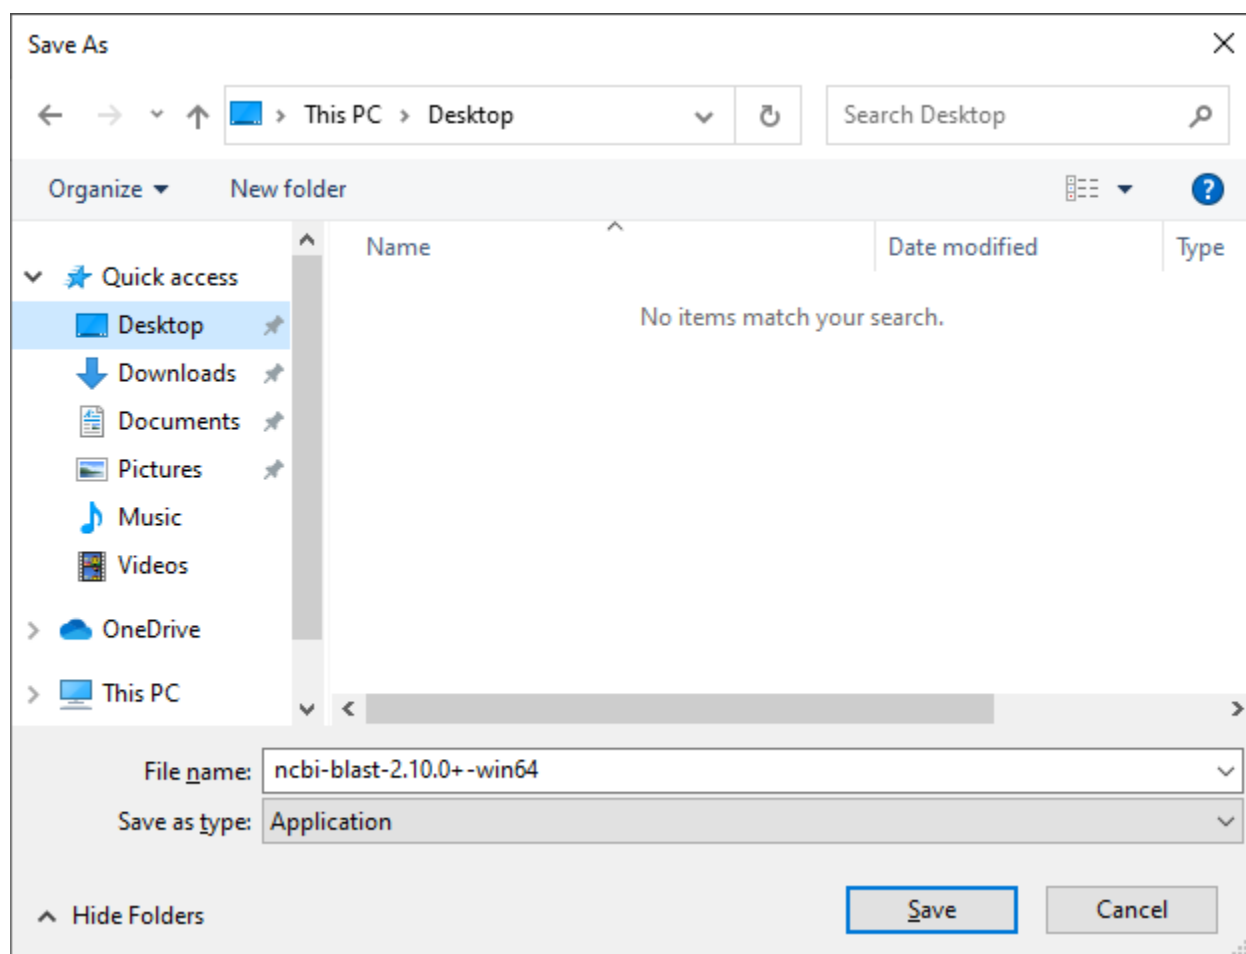 Save As
This PC > Desktop
Search Desktop
Organize
New folder
Name
Date modified
Type
Quick access
No items match your search.
Desktop
Downloads
Documents
Pictures
Music
Videos
OneDrive
This PC
File name: ncbi-blast-2.10.0+-win64
Save as type: Application
Hide Folders
Save
Cancel